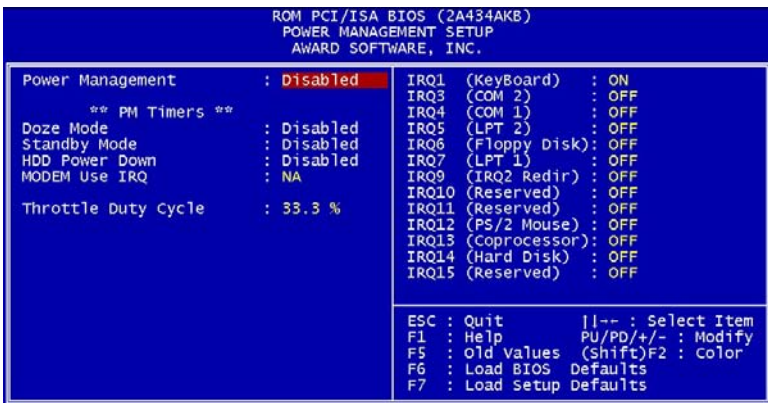 ROM PCI/ISA BIOS (2A434AKB)
POWER MANAGEMENT SETUP
AWARD SOFTWARE, INC.
Power Management : Disabled
** PM Timers **
Doze Mode : Disabled
Standby Mode : Disabled
HDD Power Down : Disabled
MODEM Use IRQ : NA
Throttle Duty Cycle : 33.3 %
IRQ1 (KeyBoard) : ON
IRQ3 (COM 2) : OFF
IRQ4 (COM 1) : OFF
IRQ5 (LPT 2) : OFF
IRQ6 (Floppy Disk): OFF
IRQ7 (LPT 1) : OFF
IRQ9 (IRQ2 Redir) : OFF
IRQ10 (Reserved) : OFF
IRQ11 (Reserved) : OFF
IRQ12 (PS/2 Mouse) : OFF
IRQ13 (Coprocessor): OFF
IRQ14 (Hard Disk) : OFF
IRQ15 (Reserved) : OFF
ESC : Quit ||-- : Select Item
F1 : Help PU/PD/+/- : Modify
F5 : Old Values (Shift)F2 : Color
F6 : Load BIOS Defaults
F7 : Load Setup Defaults